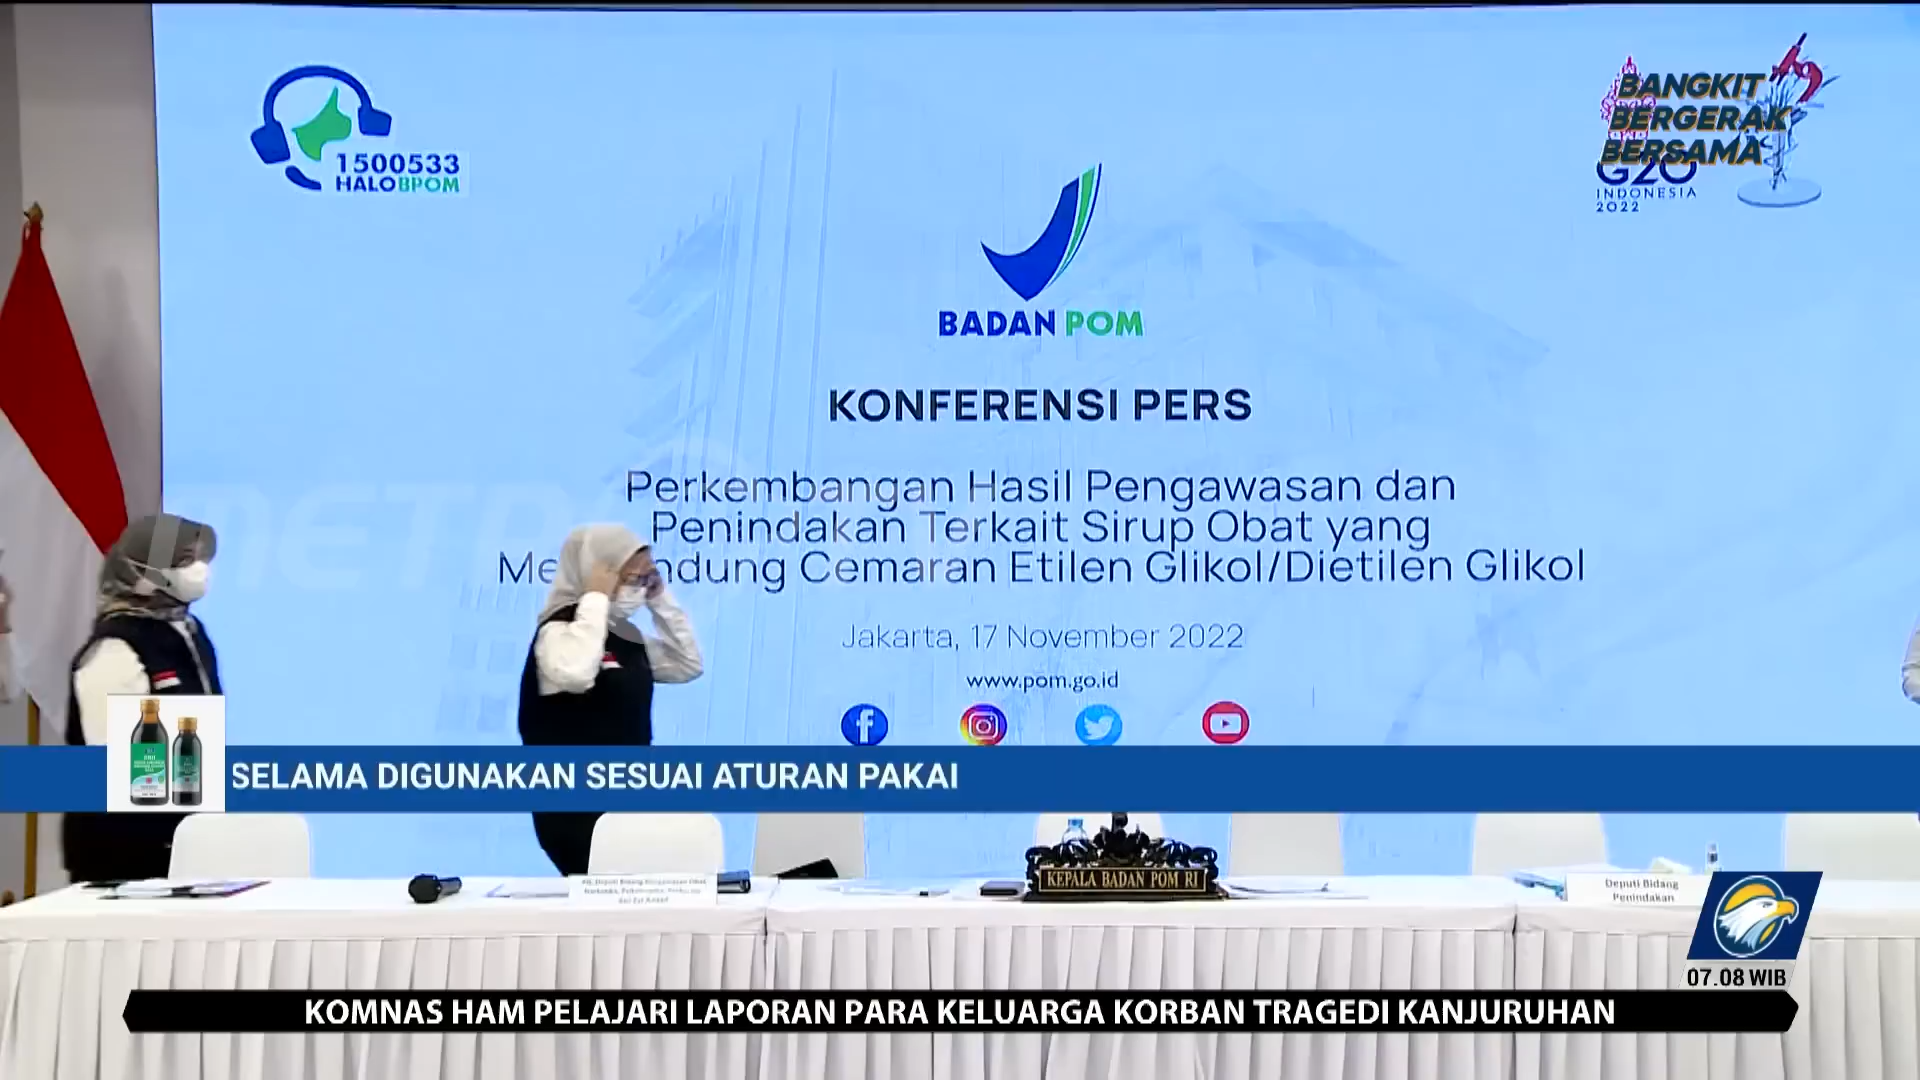 1500533
HALOBPOM
BANGKIT
BERGERAK
BERSAMA
G20
INDONESIA
2022
BADAN POM
KONFERENSI PERS
Perkembangan Hasil Pengawasan dan
Penindakan Terkait Sirup Obat yang
Me ndung Cemaran Etilen Glikol/Dietilen Glikol
Jakarta, 17 November 2022
www.pom.go.id
METRO
SELAMA DIGUNAKAN SESUAI ATURAN PAKAI
KEPALA BADAN POM RI
Deputi Bidang
Penindakan
07.08 WIB
KOMNAS HAM PELAJARI LAPORAN PARA KELUARGA KORBAN TRAGEDI KANJURUHAN